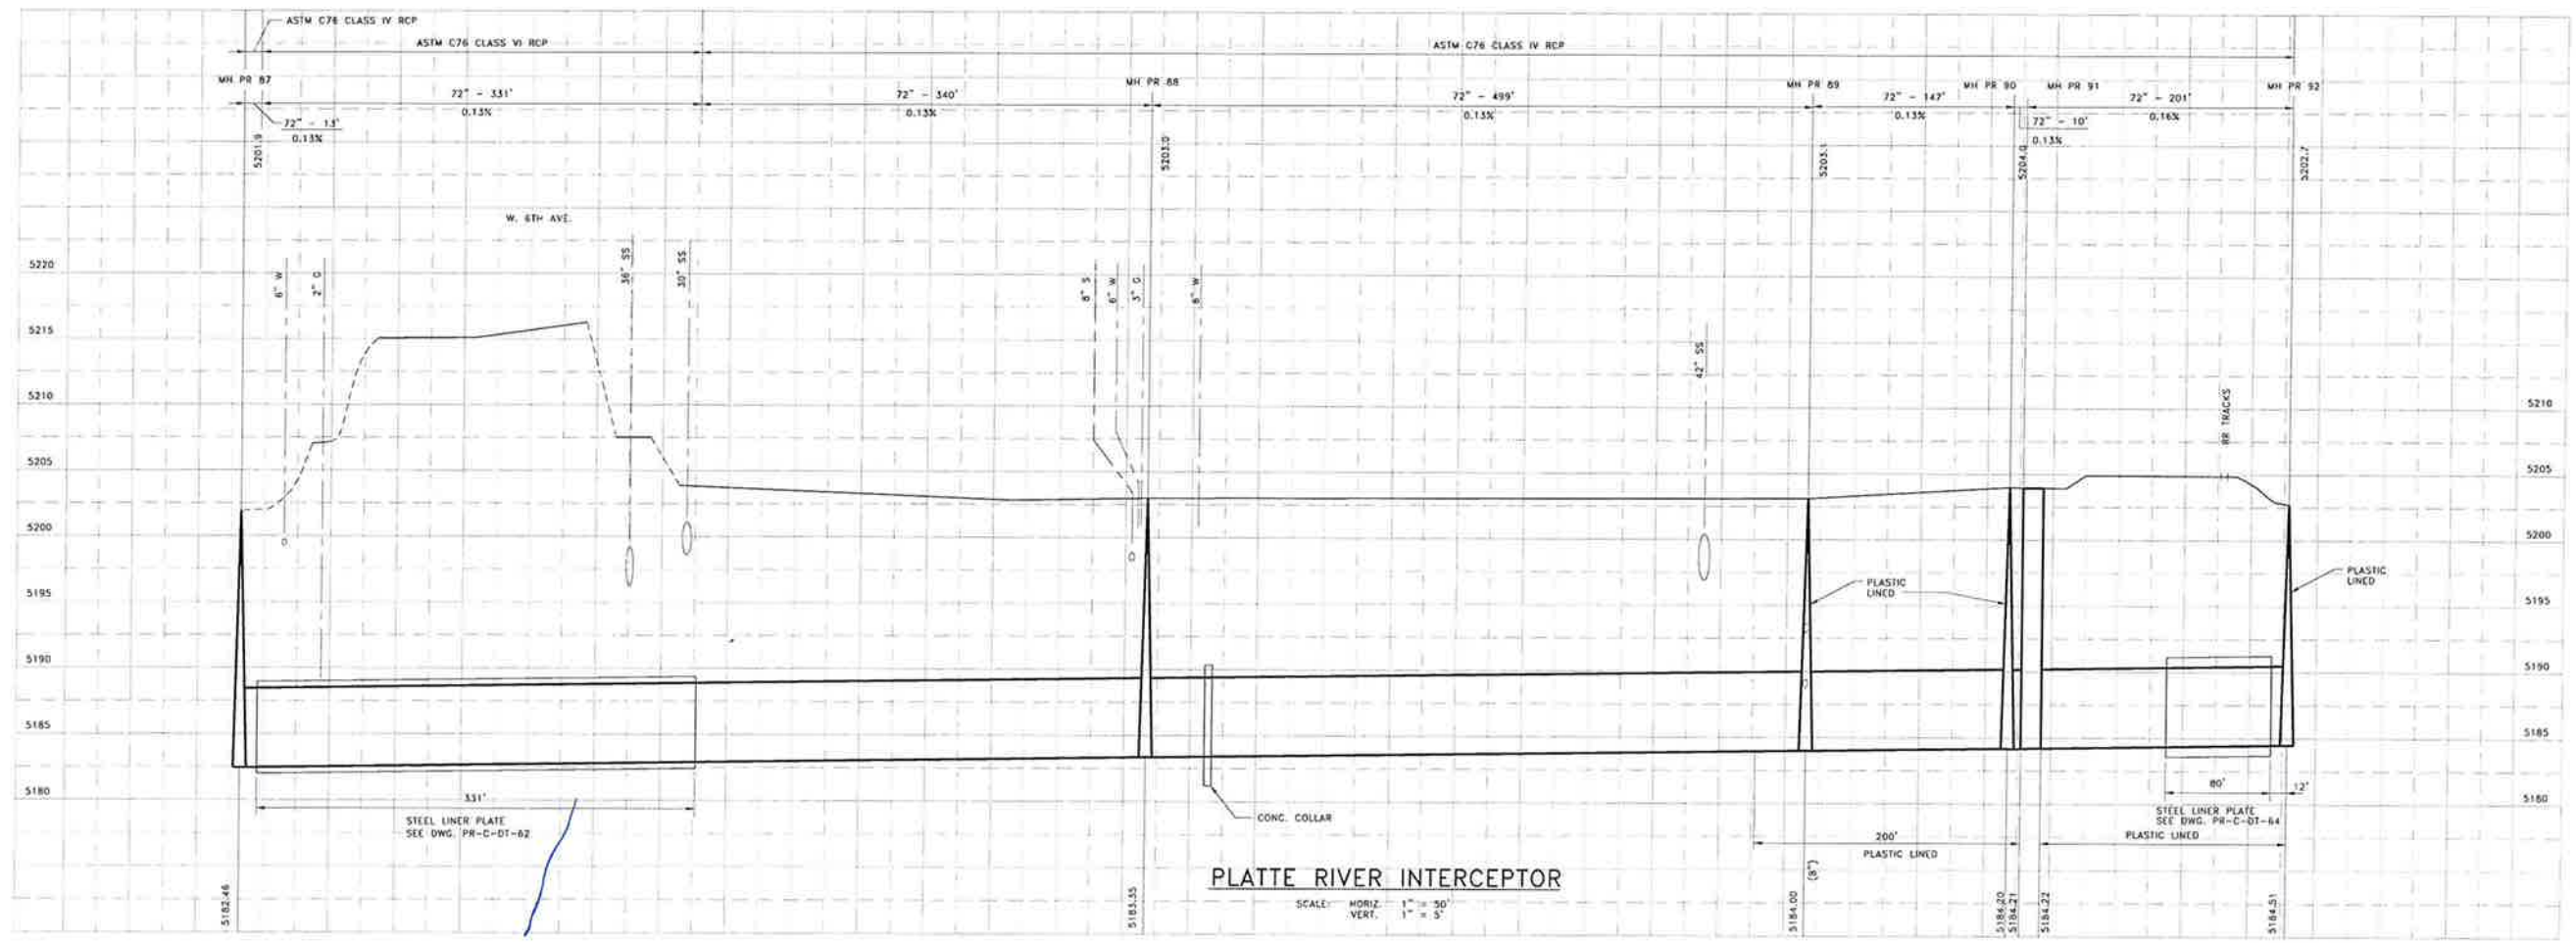 ASTM C76 CLASS IV RCP
ASTM C76 CLASS VI RCP
ASTM C76 CLASS IV RCP
MH PR 87
MH PR 88
MH PR 89
MH PR 90
MH PR 91
MH PR 92
72" - 331'
0.13%
72" - 340'
0.13%
72" - 499'
0.13%
72" - 147'
0.13%
72" - 201'
0.16%
72" - 13'
0.13%
72" - 10'
0.13%
5201.9
5203.0
5203.1
5204.0
5202.7
W. 6TH AVE.
6" W
2" G
36" SS
30" SS
8" S
6" W
3" G
42" SS
RR TRACKS
5220
5215
5210
5205
5200
5195
5190
5185
5180
5210
5205
5200
5195
5190
5185
5180
PLASTIC
LINED
PLASTIC
LINED
331'
STEEL LINER PLATE
SEE DWG. PR-C-DT-62
CONC. COLLAR
80'
12'
STEEL LINER PLATE
SEE DWG. PR-C-DT-64
PLASTIC LINED
200'
PLASTIC LINED
(8")
5182.46
5183.35
5184.00
5184.20
5184.21
5184.22
5184.51
PLATTE RIVER INTERCEPTOR
SCALE: HORIZ. 1" = 50'
VERT. 1" = 5'